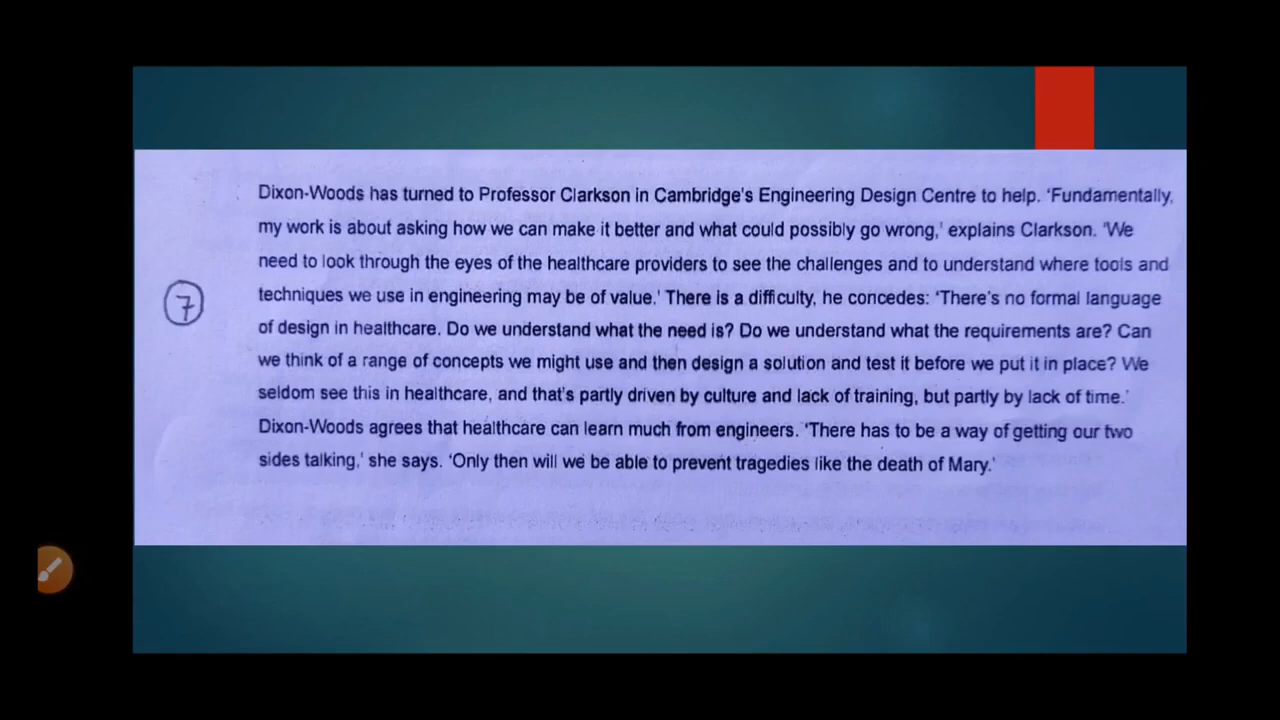 Dixon-Woods has turned to Professor Clarkson in Cambridge's Engineering Design Centre to help. 'Fundamentally,
my work is about asking how we can make it better and what could possibly go wrong,' explains Clarkson. 'We
need to look through the eyes of the healthcare providers to see the challenges and to understand where tools and
7
techniques we use in engineering may be of value.' There is a difficulty, he concedes: 'There's no formal language
of design in healthcare. Do we understand what the need is? Do we understand what the requirements are? Can
we think of a range of concepts we might use and then design a solution and test it before we put it in place? We
seldom see this in healthcare, and that's partly driven by culture and lack of training, but partly by lack of time.'
Dixon-Woods agrees that healthcare can learn much from engineers. 'There has to be a way of getting our two
sides talking,' she says. 'Only then will we be able to prevent tragedies like the death of Mary.'